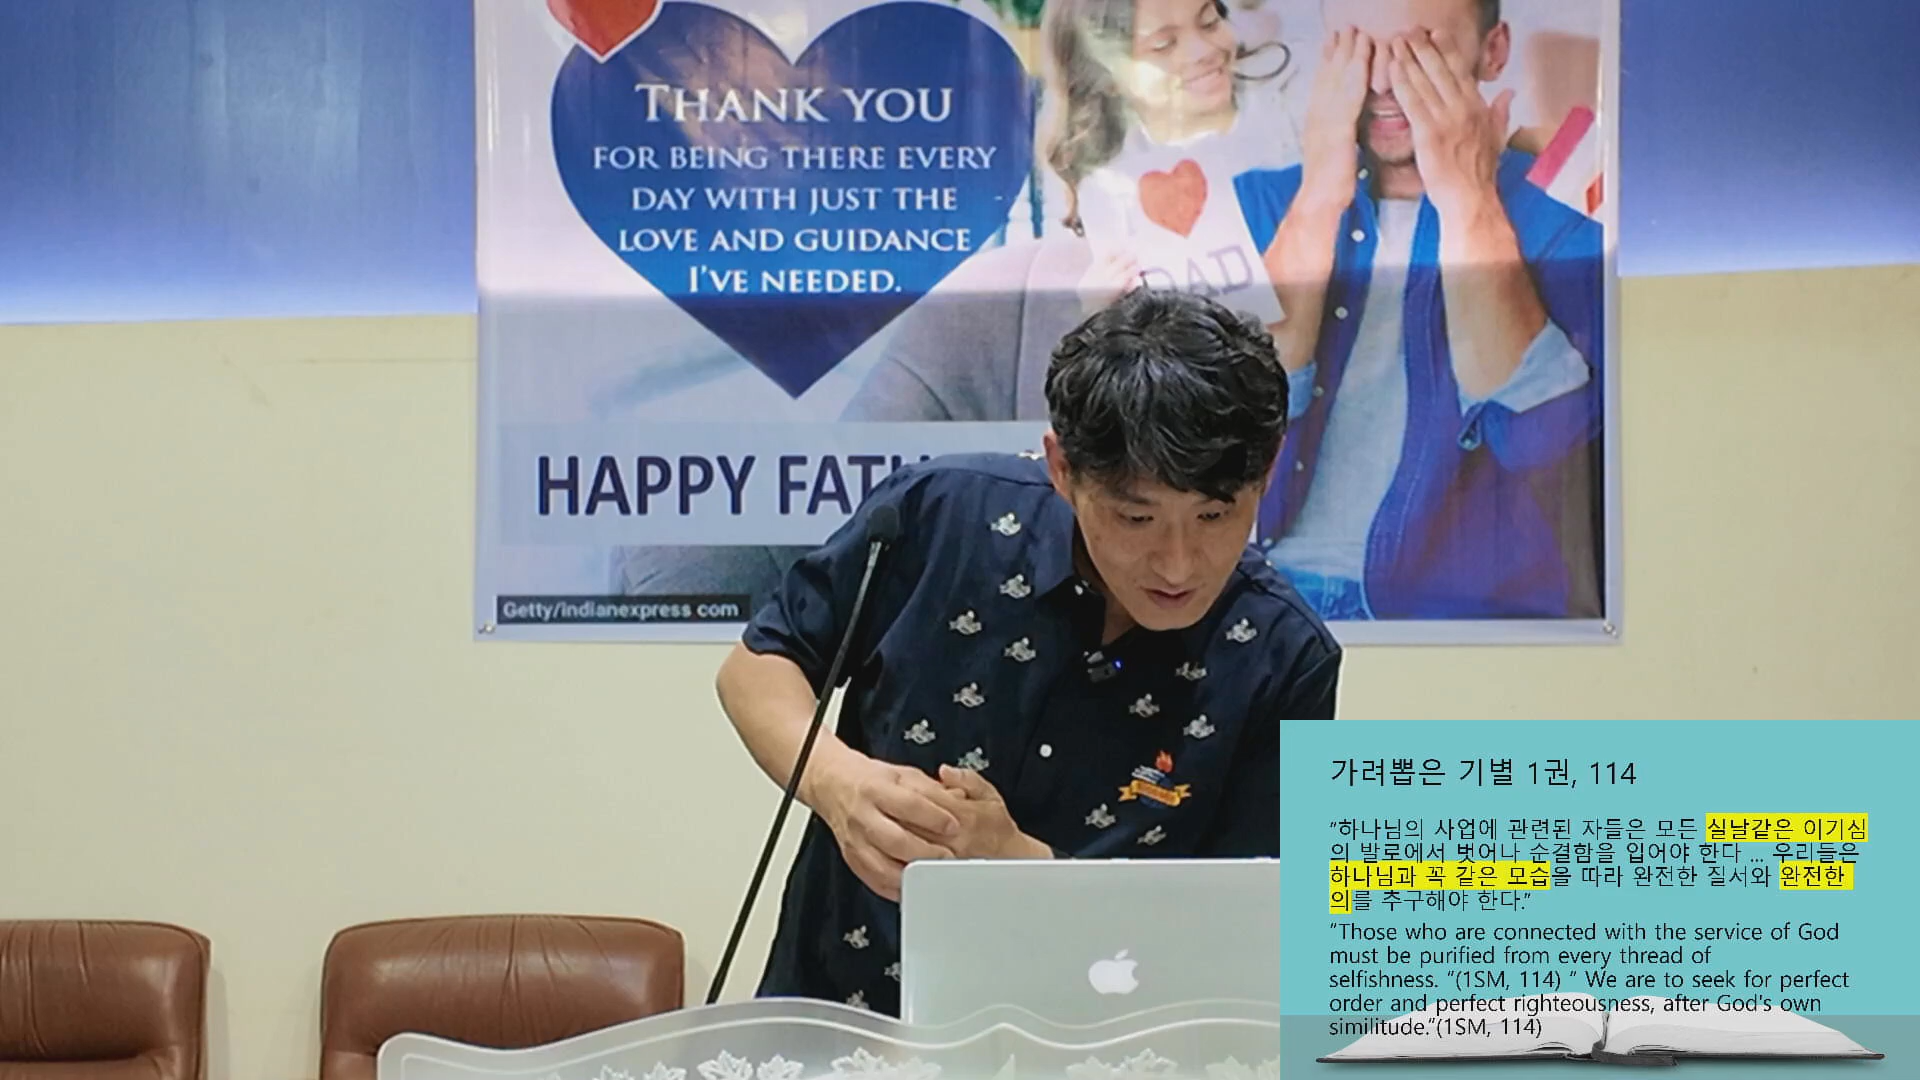 THANK YOU
FOR BEING THERE EVERY
DAY WITH JUST THE
LOVE AND GUIDANCE
I'VE NEEDED.
DAD
HAPPY FATH
Getty/indianexpress com
가려뽑은 기별 1권, 114
"하나님의 사업에 관련된 자들은 모든 실날같은 이기심
의 발로에서 벗어나 순결함을 입어야 한다 ... 우리들은
하나님과 꼭 같은 모습을 따라 완전한 질서와 완전한
의를 추구해야 한다."
"Those who are connected with the service of God
must be purified from every thread of
selfishness. "(1SM, 114) " We are to seek for perfect
order and perfect righteousness, after God's own
similitude."(1SM, 114)